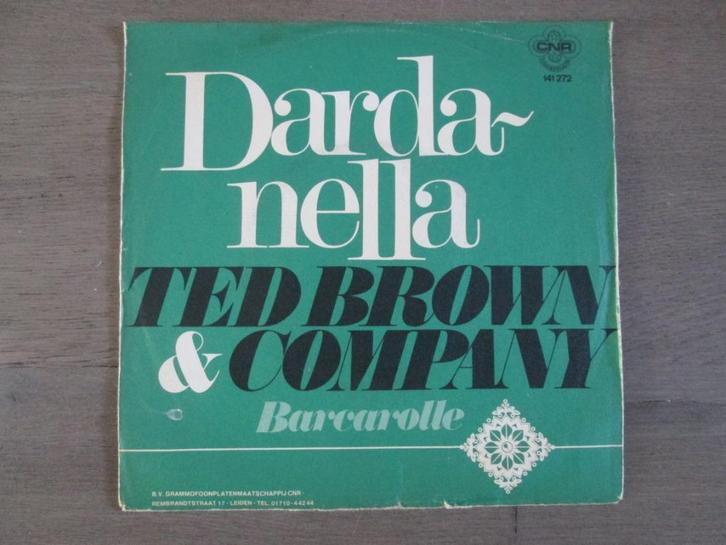 CNR
141 272
Darda~
nella
TED BROWN
& COMPANY
Barcarolle
B.V. GRAMMOFOONPLATENMAATSCHAPPIJ CNR -
REMBRANDTSTRAAT 17 - LEIDEN - TEL. 01710-44244